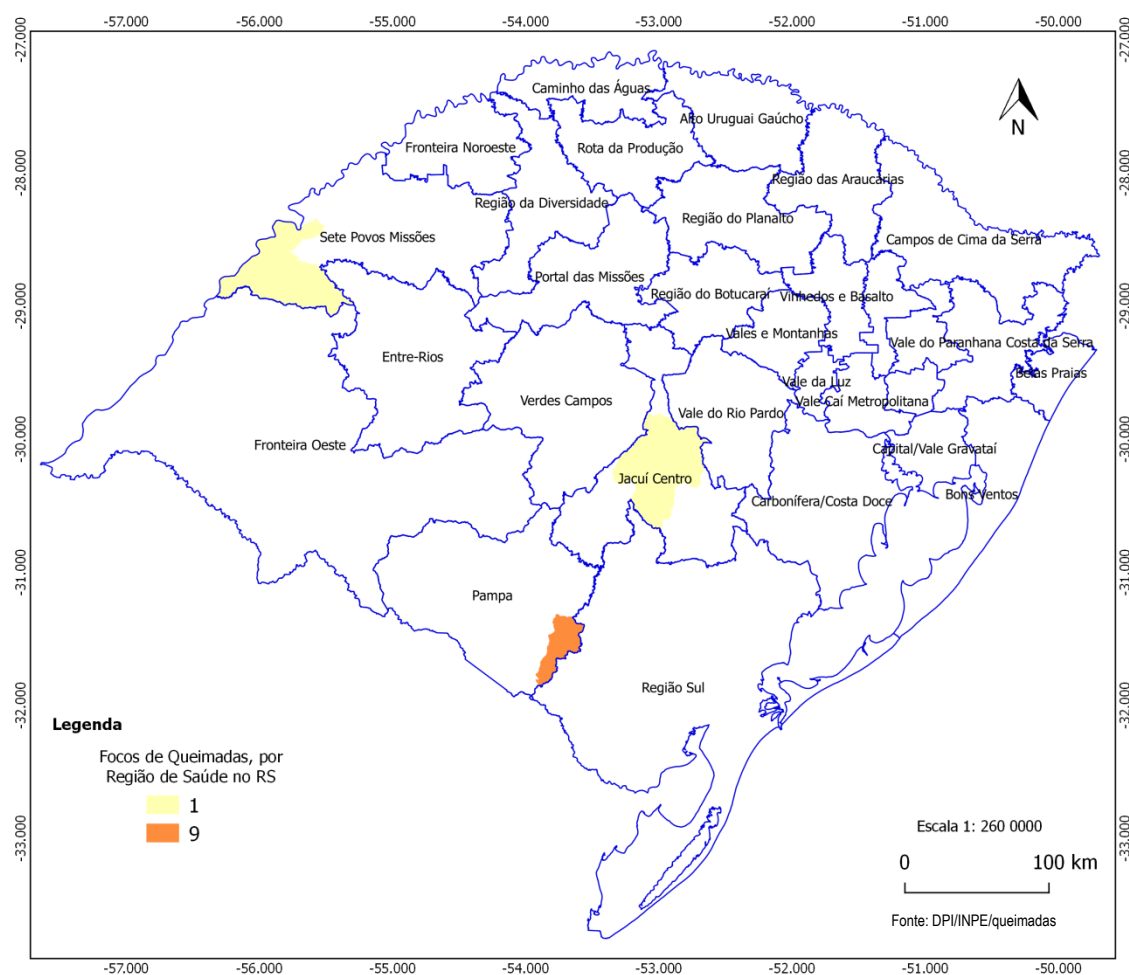 -57.000 -56.000 -55.000 -54.000 -53.000 -52.000 -51.000 -50.000
-27.000 -27.000
Caminho das Águas
Alto Uruguai Gaúcho
N
Fronteira Noroeste
Rota da Produção
-28.000 -28.000
Região das Araucárias
Região da Diversidade
Região do Planalto
Sete Povos Missões
Campos de Cima da Serra
Portal das Missões
Região do Botucaraí
Vinhedos e Basalto
-29.000 -29.000
Vales e Montanhas
Vale do Paranhana Costa da Serra
Entre-Rios
Belas Praias
Vale da Luz
Verdes Campos
Vale Caí Metropolitana
Vale do Rio Pardo
-30.000 -30.000
Fronteira Oeste
Capital/Vale Gravataí
Jacuí Centro
Bons Ventos
Carbonífera/Costa Doce
-31.000 -31.000
Pampa
Região Sul
-32.000 -32.000
Legenda
Focos de Queimadas, por
Região de Saúde no RS
1
9
-33.000 -33.000
Escala 1: 260 0000
0 100 km
Fonte: DPI/INPE/queimadas
-57.000 -56.000 -55.000 -54.000 -53.000 -52.000 -51.000 -50.000